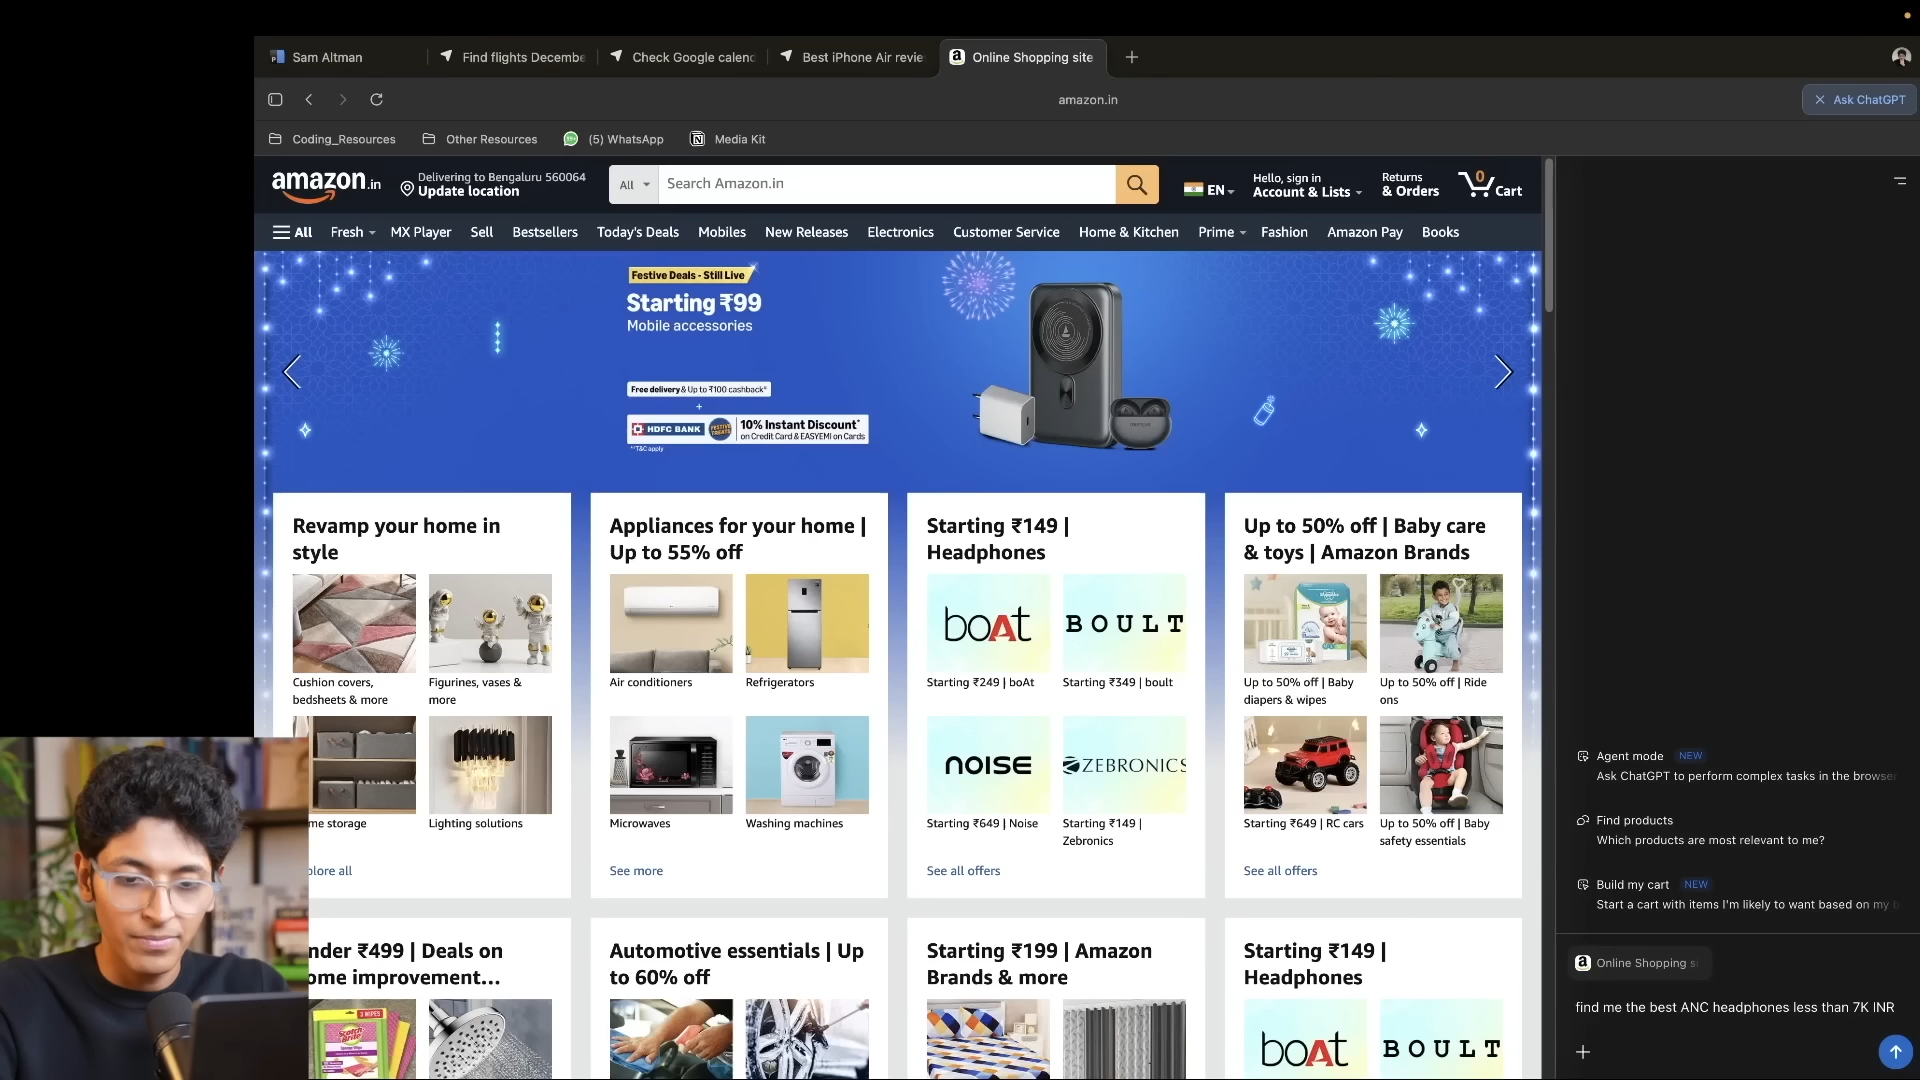 Sam Altman
Find flights Decembe
Check Google calenc
Best iPhone Air revie
Online Shopping site
amazon.in
Ask ChatGPT
Coding_Resources
Other Resources
(5) WhatsApp
Media Kit
amazon.in
Delivering to Bengaluru 560064
Update location
All
Search Amazon.in
EN
Hello, sign in
Account & Lists
Returns
& Orders
0
Cart
All
Fresh
MX Player
Sell
Bestsellers
Today's Deals
Mobiles
New Releases
Electronics
Customer Service
Home & Kitchen
Prime
Fashion
Amazon Pay
Books
Festive Deals - Still Live
Starting ₹99
Mobile accessories
Free delivery & Up to ₹100 cashback*
+
HDFC BANK
10% Instant Discount*
on Credit Card & EASYEMI on Cards
*T&C apply
Revamp your home in
style
Cushion covers,
bedsheets & more
Figurines, vases &
more
me storage
Lighting solutions
plore all
Appliances for your home |
Up to 55% off
Air conditioners
Refrigerators
Microwaves
Washing machines
See more
Starting ₹149 |
Headphones
boAt
BOULT
Starting ₹249 | boAt
Starting ₹349 | boult
NOISE
ZEBRONICS
Starting ₹649 | Noise
Starting ₹149 |
Zebronics
See all offers
Up to 50% off | Baby care
& toys | Amazon Brands
Up to 50% off | Baby
diapers & wipes
Up to 50% off | Ride
ons
Starting ₹649 | RC cars
Up to 50% off | Baby
safety essentials
See all offers
nder ₹499 | Deals on
ome improvement...
3 WIPES
Scotch
Brite
Automotive essentials | Up
to 60% off
Starting ₹199 | Amazon
Brands & more
Starting ₹149 |
Headphones
boAt
BOULT
Agent mode NEW
Ask ChatGPT to perform complex tasks in the browser
Find products
Which products are most relevant to me?
Build my cart NEW
Start a cart with items I'm likely to want based on my b
Online Shopping s
find me the best ANC headphones less than 7K INR